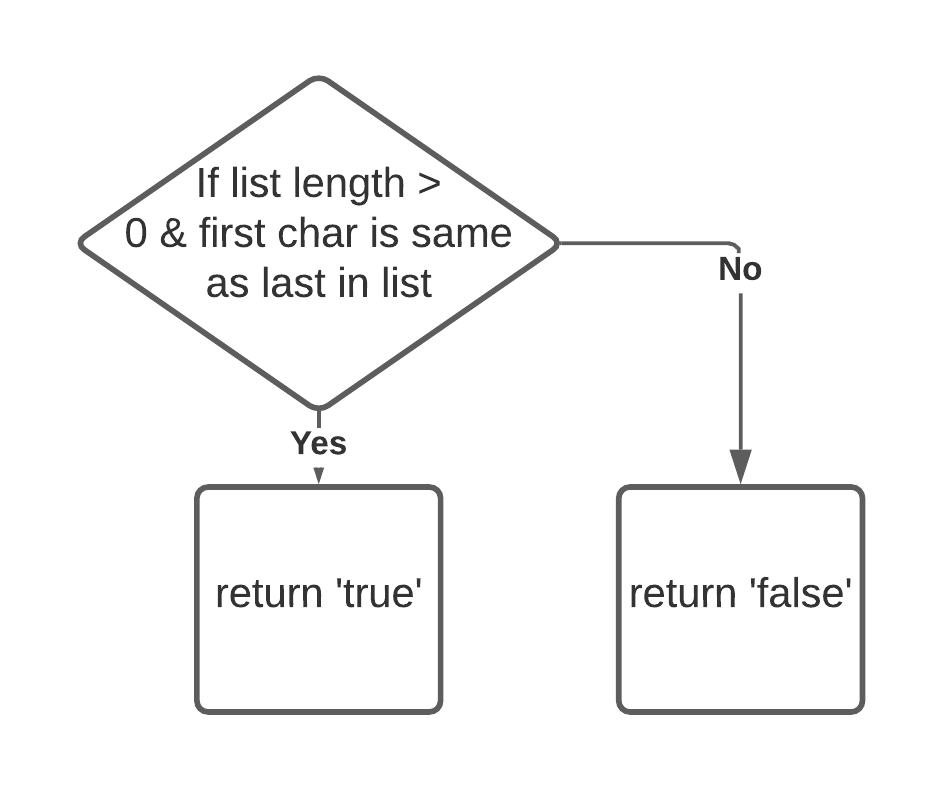 If list length >
0 & first char is same
as last in list
No
Yes
return 'true'
return 'false'